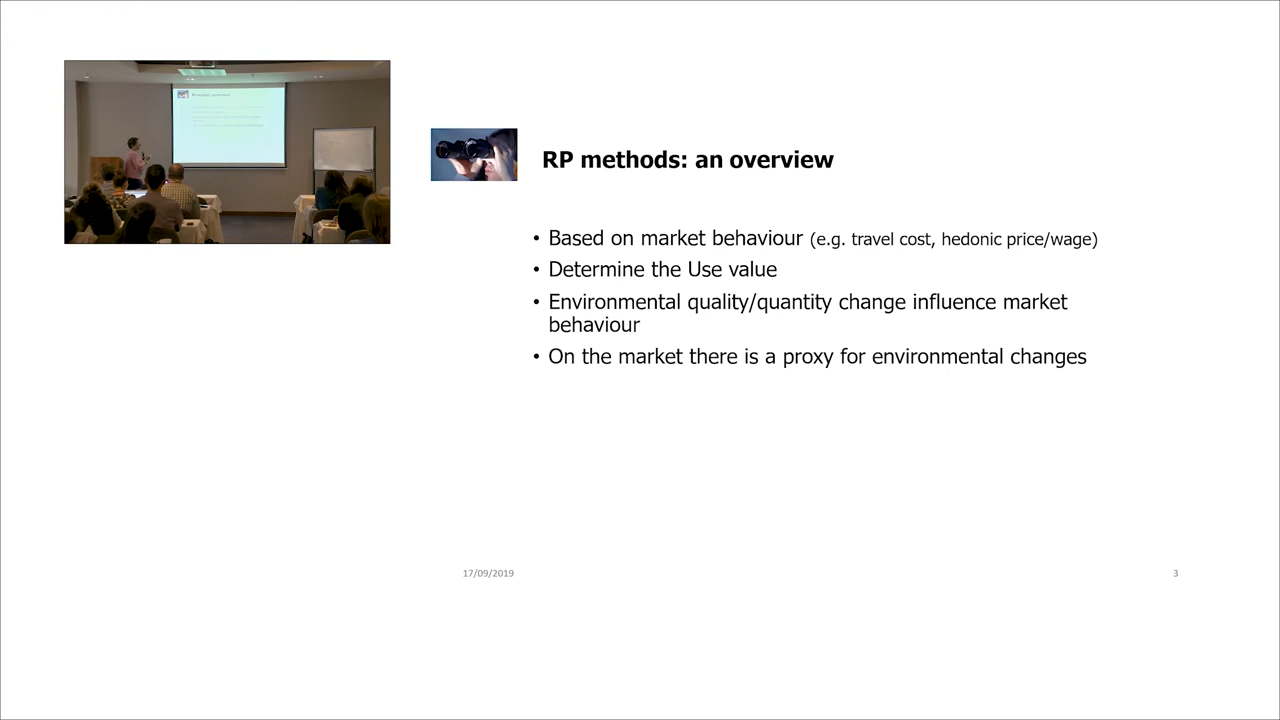 RP methods: an overview
• Based on market behaviour (e.g. travel cost, hedonic price/wage)
• Determine the Use value
• Environmental quality/quantity change influence market
behaviour
• On the market there is a proxy for environmental changes
17/09/2019
3